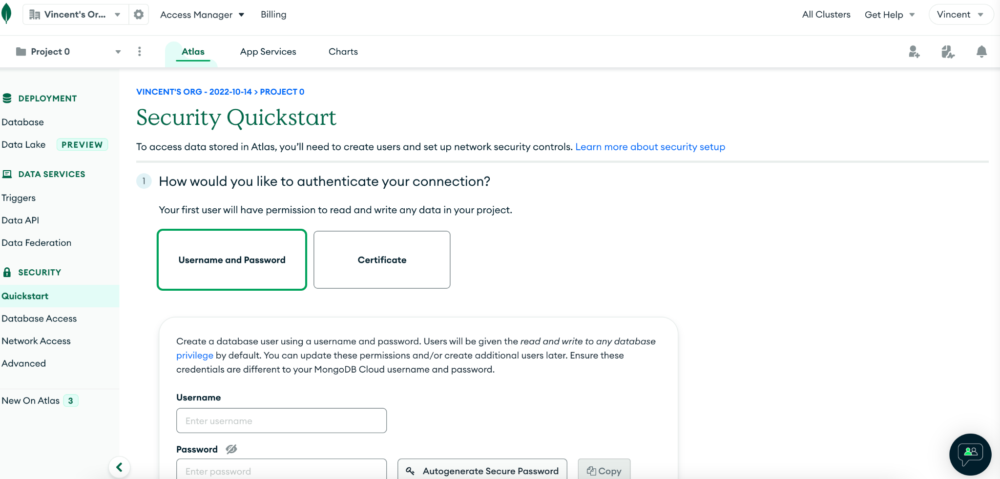 Vincent's Or...
Access Manager
Billing
All Clusters
Get Help
Vincent
Project 0
Atlas
App Services
Charts
DEPLOYMENT
Database
Data Lake PREVIEW
DATA SERVICES
Triggers
Data API
Data Federation
SECURITY
Quickstart
Database Access
Network Access
Advanced
New On Atlas 3
VINCENT'S ORG - 2022-10-14 > PROJECT 0
Security Quickstart
To access data stored in Atlas, you’ll need to create users and set up network security controls. Learn more about security setup
1 How would you like to authenticate your connection?
Your first user will have permission to read and write any data in your project.
Username and Password
Certificate
Create a database user using a username and password. Users will be given the read and write to any database
privilege by default. You can update these permissions and/or create additional users later. Ensure these
credentials are different to your MongoDB Cloud username and password.
Username
Enter username
Password
Enter password
Autogenerate Secure Password
Copy